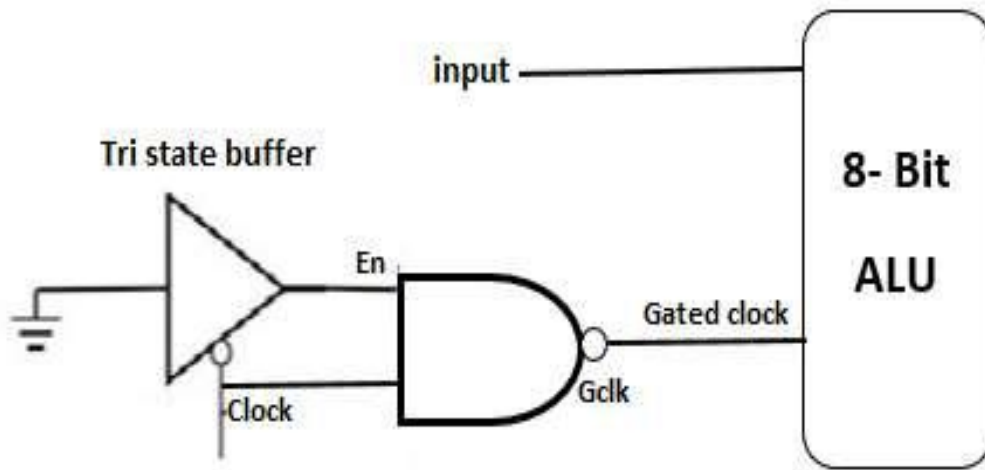 input
Tri state buffer
8- Bit
ALU
En
Gated clock
Gclk
Clock